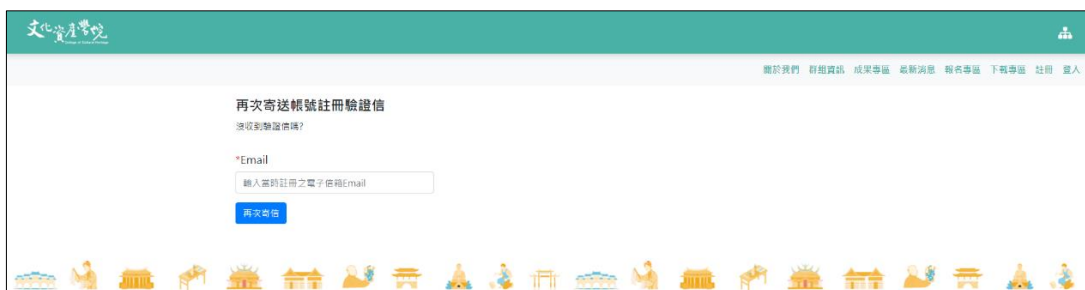 文化資產學院
關於我們 群組資訊 成果專區 最新消息 報名專區 下載專區 註冊 登入
再次寄送帳號註冊驗證信
沒收到驗證信嗎?
*Email
輸入當時註冊之電子信箱Email
再次寄信